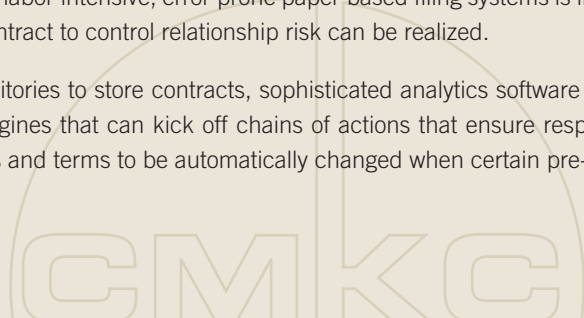 labor-intensive, error-prone paper-based filing systems is
ntract to control relationship risk can be realized.
itories to store contracts, sophisticated analytics software
gines that can kick off chains of actions that ensure resp
and terms to be automatically changed when certain pre-
CMKC